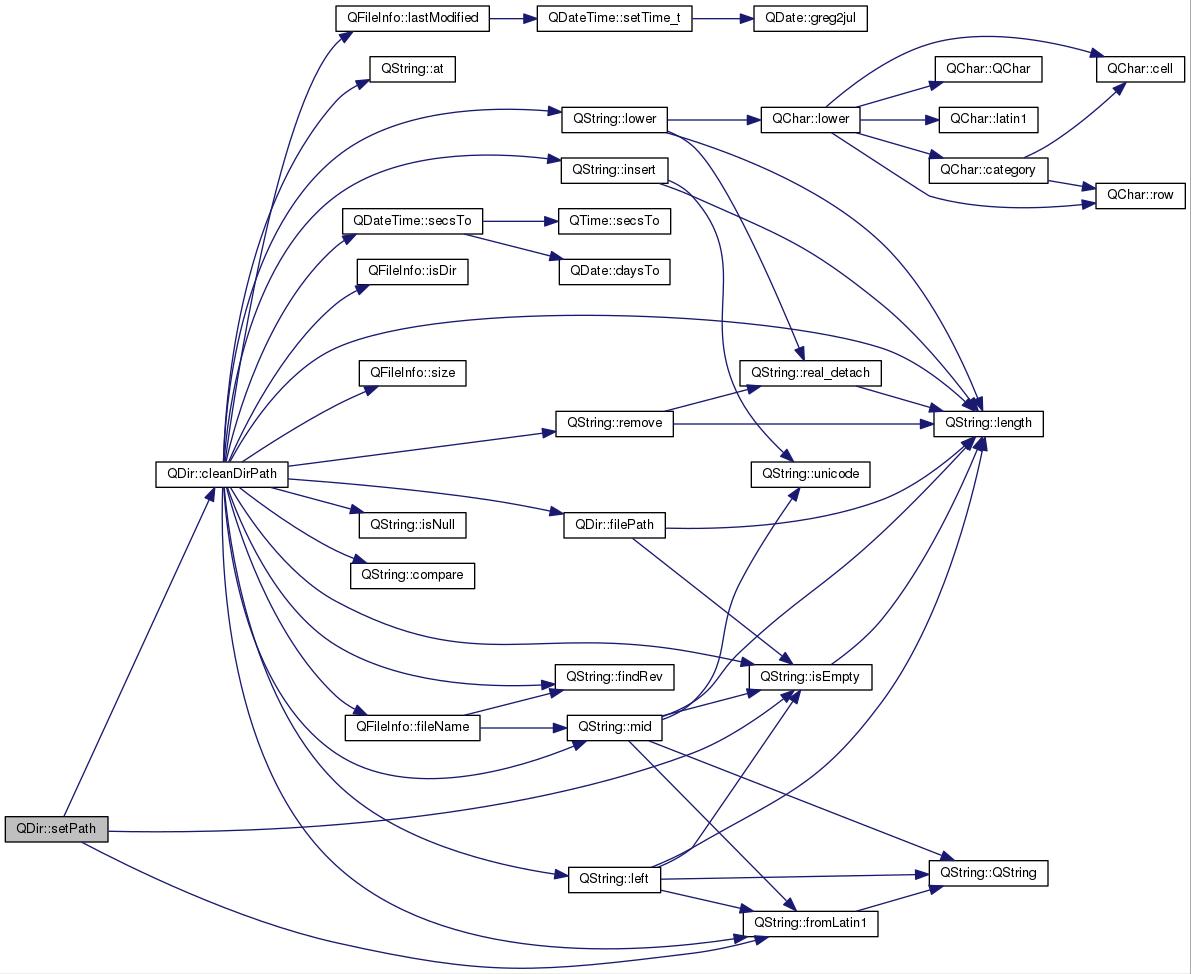 QFileInfo::lastModified
QDateTime::setTime_t
QDate::greg2jul
QString::at
QChar::QChar
QChar::cell
QString::lower
QChar::lower
QChar::latin1
QString::insert
QChar::category
QChar::row
QDateTime::secsTo
QTime::secsTo
QFileInfo::isDir
QDate::daysTo
QFileInfo::size
QString::real_detach
QString::remove
QString::length
QDir::cleanDirPath
QString::unicode
QString::isNull
QDir::filePath
QString::compare
QString::findRev
QString::isEmpty
QFileInfo::fileName
QString::mid
QDir::setPath
QString::left
QString::QString
QString::fromLatin1